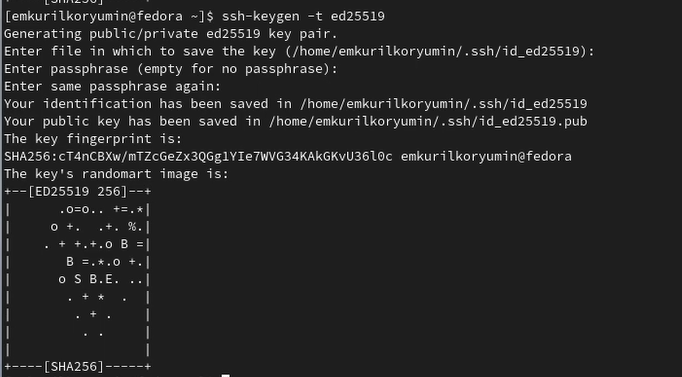 [emkurilkoryumin@fedora ~]$ ssh-keygen -t ed25519
Generating public/private ed25519 key pair.
Enter file in which to save the key (/home/emkurilkoryumin/.ssh/id_ed25519):
Enter passphrase (empty for no passphrase):
Enter same passphrase again:
Your identification has been saved in /home/emkurilkoryumin/.ssh/id_ed25519
Your public key has been saved in /home/emkurilkoryumin/.ssh/id_ed25519.pub
The key fingerprint is:
SHA256:cT4nCBXw/mTZcGeZx3QGg1YIe7WVG34KAkGKvU36l0c emkurilkoryumin@fedora
The key's randomart image is:
+--[ED25519 256]--+
|      .o=o.. +=.*|
|     o +.  .+. %.|
|    . + +.+.o B =|
|       B =.*.o +.|
|      o S B.E. ..|
|       . + *  .  |
|        . + .    |
|         . .     |
|                 |
+----[SHA256]-----+